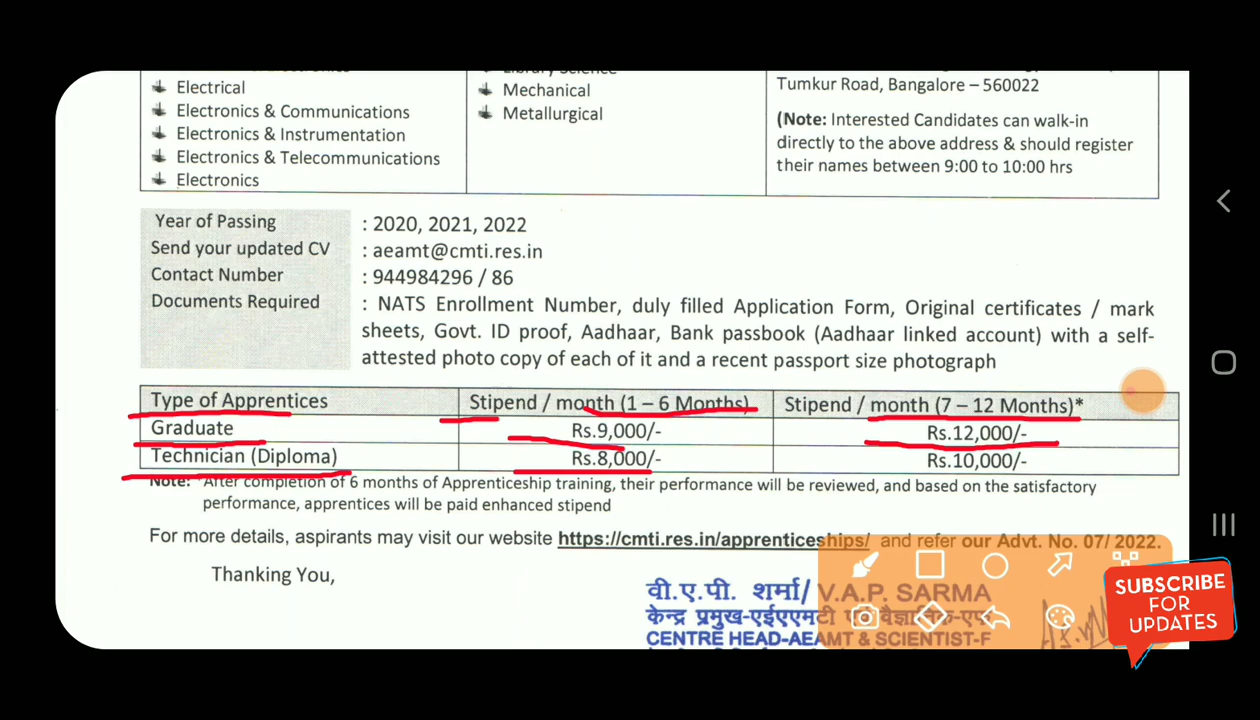 Electrical
Electronics & Communications
Electronics & Instrumentation
Electronics & Telecommunications
Electronics
Library Science
Mechanical
Metallurgical
Tumkur Road, Bangalore – 560022
(Note: Interested Candidates can walk-in
directly to the above address & should register
their names between 9:00 to 10:00 hrs
Year of Passing : 2020, 2021, 2022
Send your updated CV : aeamt@cmti.res.in
Contact Number : 944984296 / 86
Documents Required : NATS Enrollment Number, duly filled Application Form, Original certificates / mark
sheets, Govt. ID proof, Aadhaar, Bank passbook (Aadhaar linked account) with a self-
attested photo copy of each of it and a recent passport size photograph
Type of Apprentices Stipend / month (1 – 6 Months) Stipend / month (7 – 12 Months)*
Graduate Rs.9,000/- Rs.12,000/-
Technician (Diploma) Rs.8,000/- Rs.10,000/-
Note: *After completion of 6 months of Apprenticeship training, their performance will be reviewed, and based on the satisfactory
performance, apprentices will be paid enhanced stipend
For more details, aspirants may visit our website https://cmti.res.in/apprenticeships/ and refer our Advt. No. 07/ 2022.
Thanking You,
वी.ए.पी. शर्मा/ V.A.P. SARMA
केन्द्र प्रमुख-एईएएमटी
CENTRE HEAD-AEAMT & SCIENTIST-F
SUBSCRIBE
FOR
UPDATES